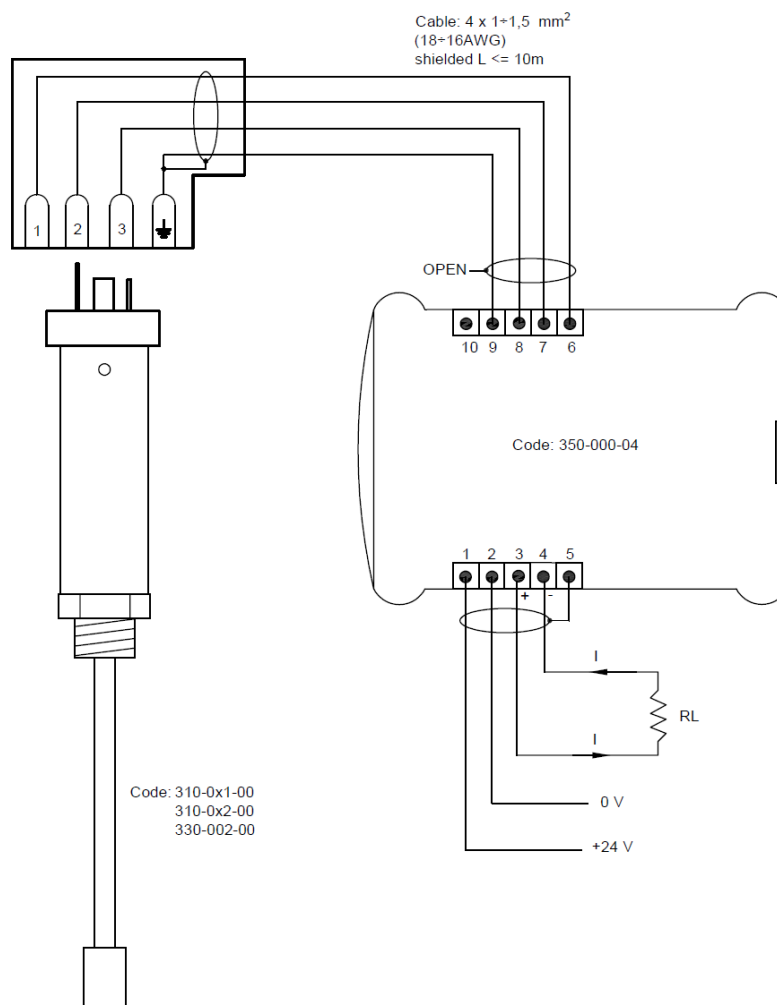 Cable: 4 x 1÷1,5 mm²
(18÷16AWG)
shielded L <= 10m
1 2 3
OPEN
10 9 8 7 6
Code: 350-000-04
1 2 3 4 5
+ -
I
RL
I
Code: 310-0x1-00
310-0x2-00
330-002-00
0 V
+24 V